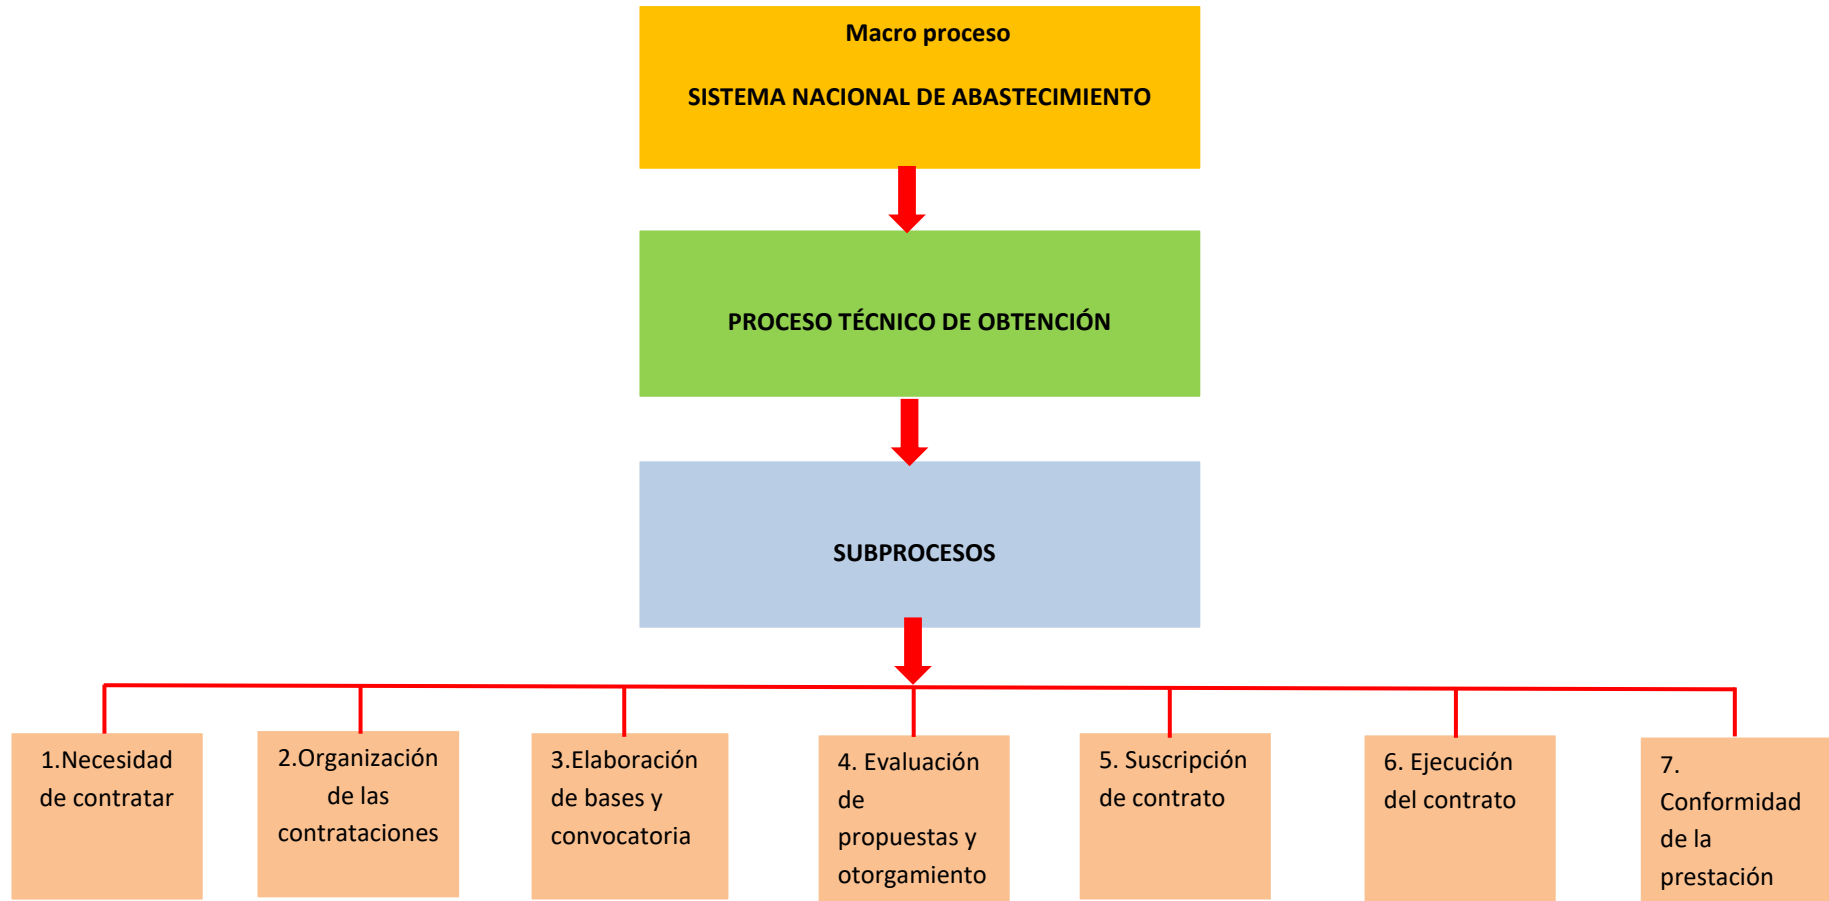 Macro proceso
SISTEMA NACIONAL DE ABASTECIMIENTO
PROCESO TÉCNICO DE OBTENCIÓN
SUBPROCESOS
1.Necesidad
de contratar
2.Organización
de las
contrataciones
3.Elaboración
de bases y
convocatoria
4. Evaluación
de
propuestas y
otorgamiento
5. Suscripción
de contrato
6. Ejecución
del contrato
7.
Conformidad
de la
prestación